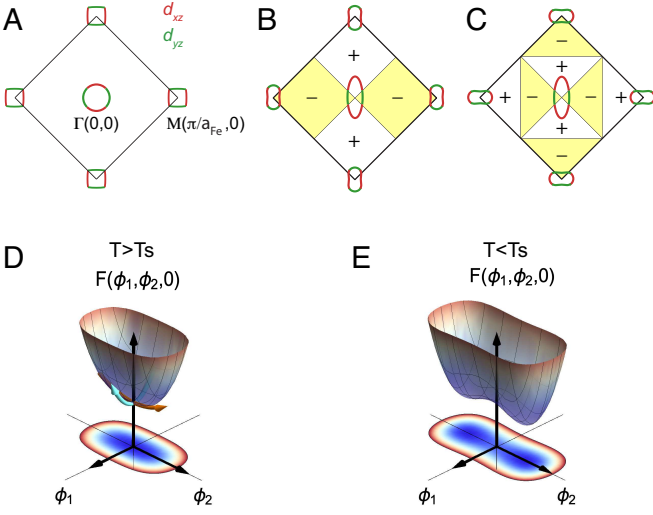 A
d_xz
d_yz
Γ(0,0)
M(π/a_Fe,0)
B
+
−
−
+
C
−
+
+
−
−
+
+
−
D
T>Ts
F(ϕ₁,ϕ₂,0)
ϕ₁
ϕ₂
E
T<Ts
F(ϕ₁,ϕ₂,0)
ϕ₁
ϕ₂